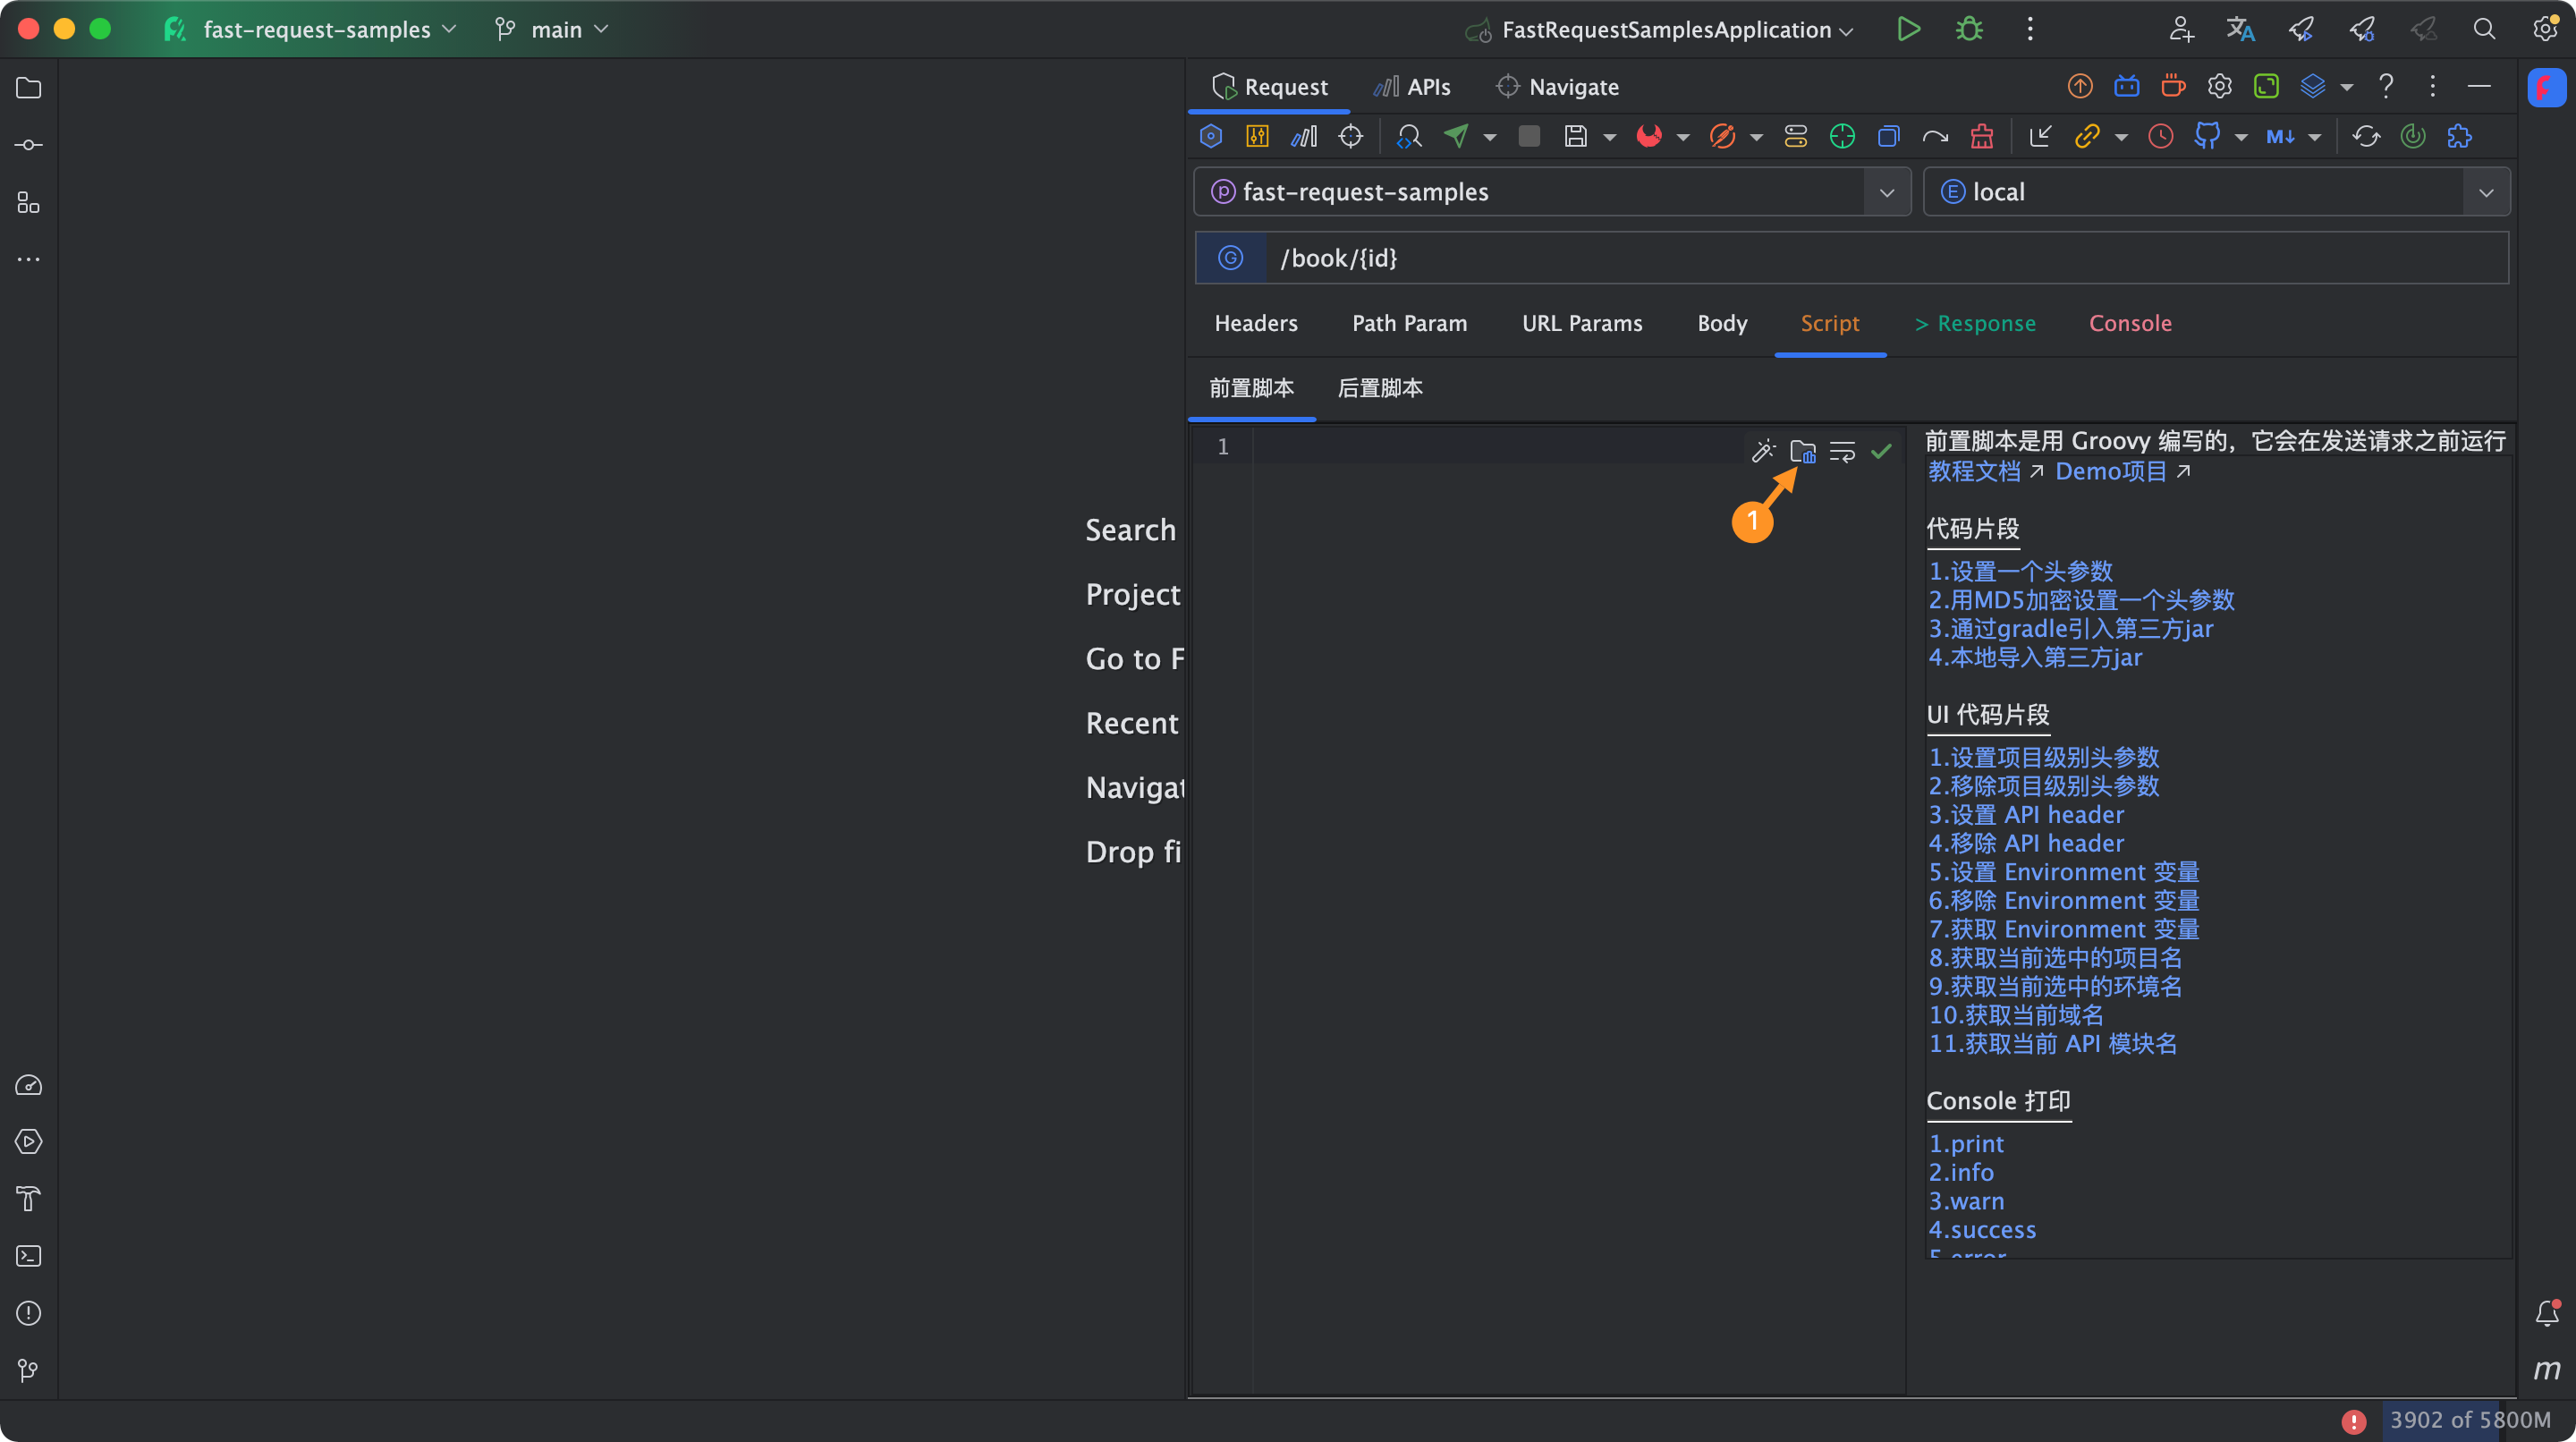 fast-request-samples
main
FastRequestSamplesApplication
Request
APIs
Navigate
M↓
fast-request-samples
local
/book/{id}
Headers
Path Param
URL Params
Body
Script
> Response
Console
前置脚本
后置脚本
1
1
Search
Project
Go to F
Recent
Navigat
Drop fi
前置脚本是用 Groovy 编写的，它会在发送请求之前运行
教程文档 ↗ Demo项目 ↗
代码片段
1.设置一个头参数
2.用MD5加密设置一个头参数
3.通过gradle引入第三方jar
4.本地导入第三方jar
UI 代码片段
1.设置项目级别头参数
2.移除项目级别头参数
3.设置 API header
4.移除 API header
5.设置 Environment 变量
6.移除 Environment 变量
7.获取 Environment 变量
8.获取当前选中的项目名
9.获取当前选中的环境名
10.获取当前域名
11.获取当前 API 模块名
Console 打印
1.print
2.info
3.warn
4.success
5.error
m
3902 of 5800M